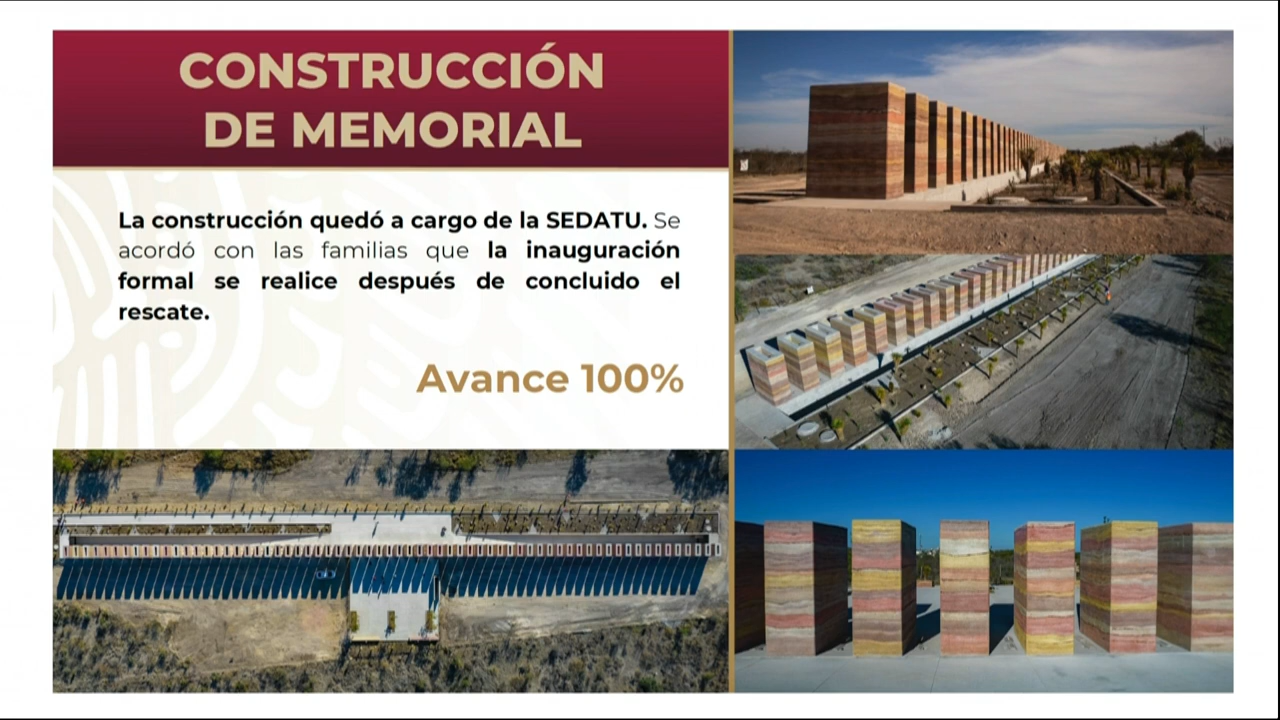 CONSTRUCCIÓN
DE MEMORIAL
La construcción quedó a cargo de la SEDATU. Se
acordó con las familias que la inauguración
formal se realice después de concluido el
rescate.
Avance 100%